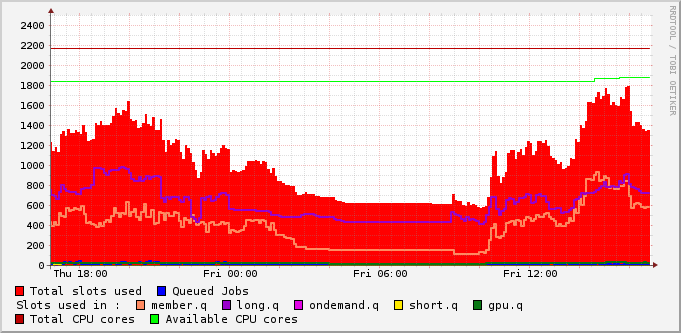 RRDTOOL / TOBI OETIKER
2400
2200
2000
1800
1600
1400
1200
1000
800
600
400
200
0
Thu 18:00 Fri 00:00 Fri 06:00 Fri 12:00
Total slots used Queued Jobs
Slots used in : member.q long.q ondemand.q short.q gpu.q
Total CPU cores Available CPU cores